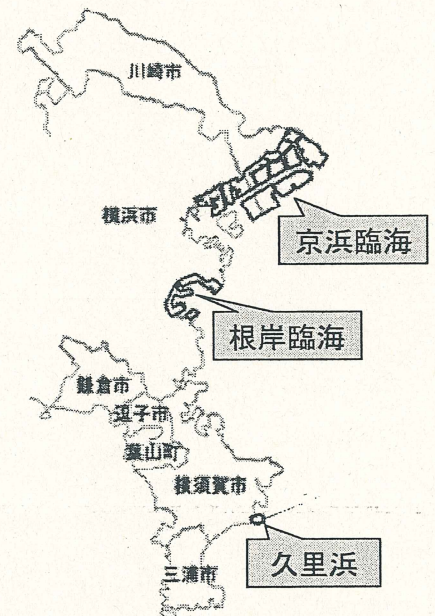 川崎市
横浜市
京浜臨海
根岸臨海
鎌倉市
逗子市
葉山町
横須賀市
久里浜
三浦市